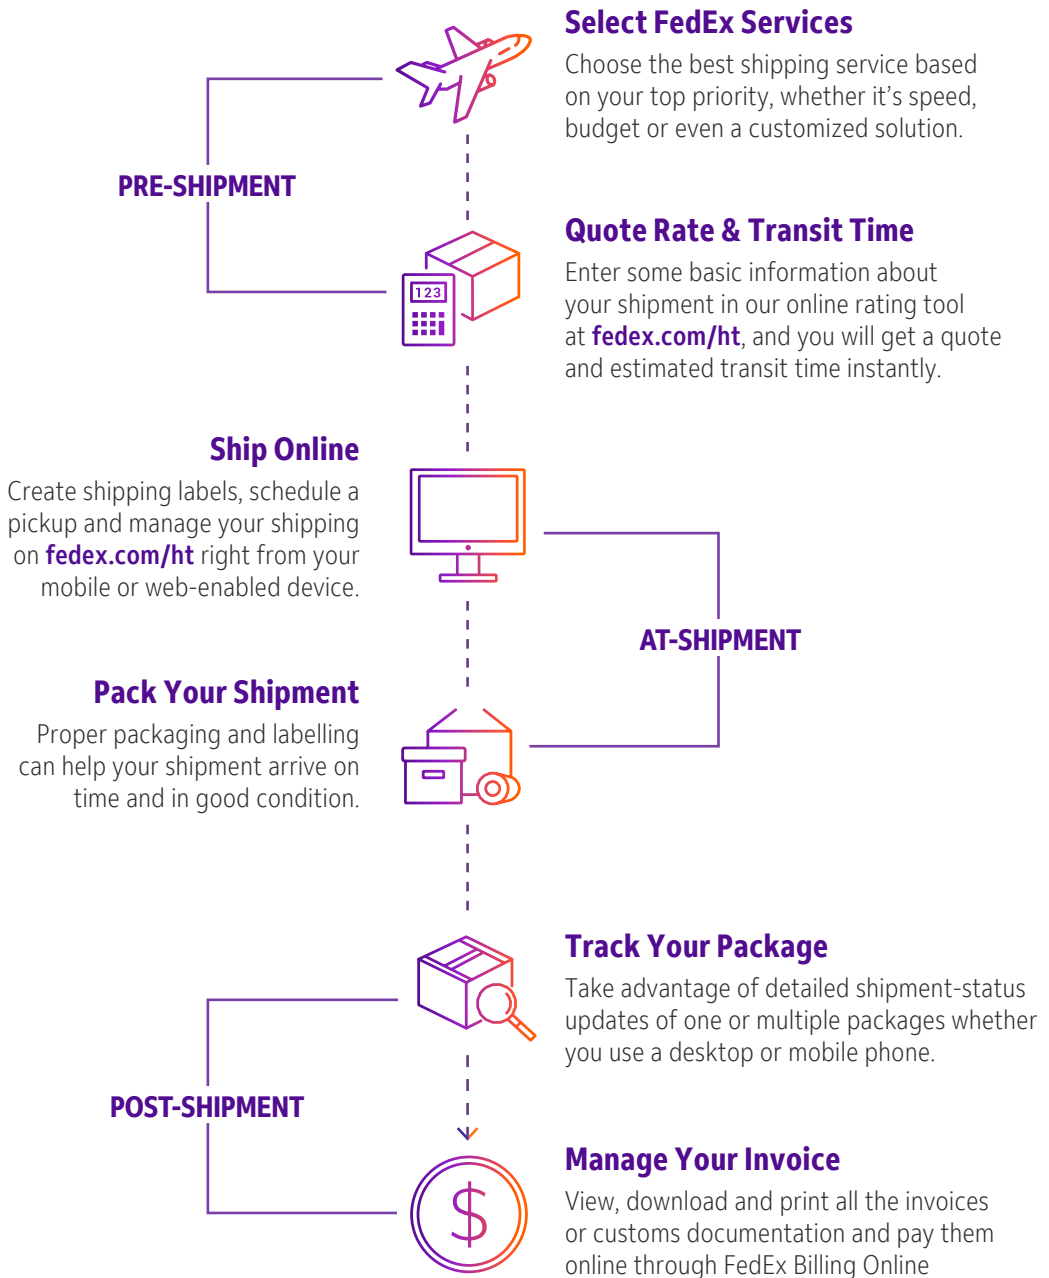 Select FedEx Services
Choose the best shipping service based
on your top priority, whether it’s speed,
budget or even a customized solution.
PRE-SHIPMENT
Quote Rate & Transit Time
Enter some basic information about
your shipment in our online rating tool
at fedex.com/ht, and you will get a quote
and estimated transit time instantly.
123
Ship Online
Create shipping labels, schedule a
pickup and manage your shipping
on fedex.com/ht right from your
mobile or web-enabled device.
AT-SHIPMENT
Pack Your Shipment
Proper packaging and labelling
can help your shipment arrive on
time and in good condition.
Track Your Package
Take advantage of detailed shipment-status
updates of one or multiple packages whether
you use a desktop or mobile phone.
POST-SHIPMENT
Manage Your Invoice
View, download and print all the invoices
or customs documentation and pay them
online through FedEx Billing Online
$